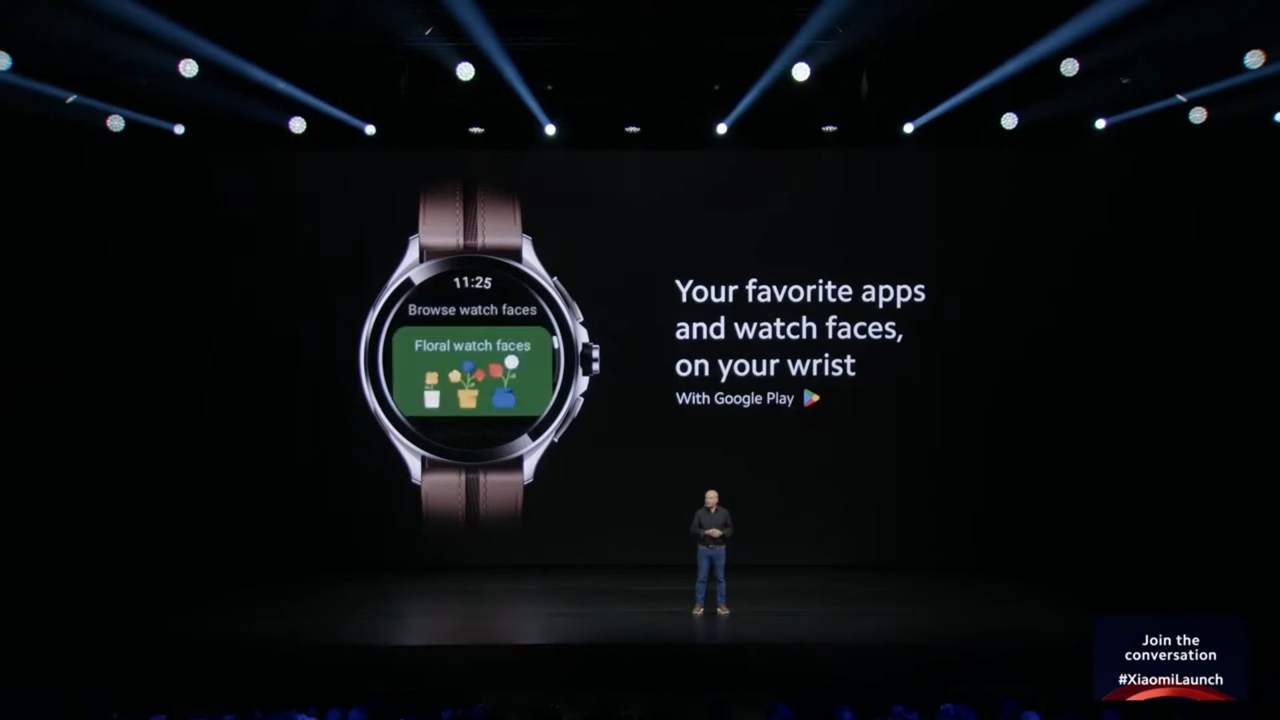 11:25
Browse watch faces
Floral watch faces
Your favorite apps
and watch faces,
on your wrist
With Google Play
Join the
conversation
#XiaomiLaunch